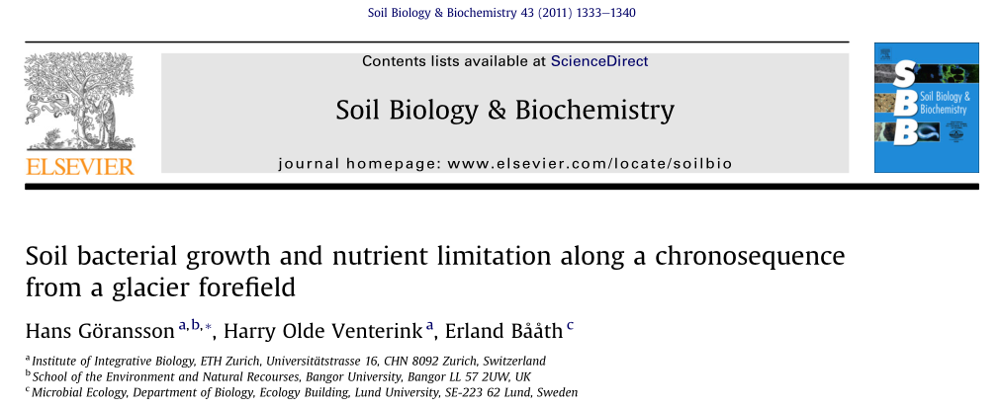 Soil Biology & Biochemistry 43 (2011) 1333–1340
Contents lists available at ScienceDirect
Soil Biology & Biochemistry
journal homepage: www.elsevier.com/locate/soilbio
ELSEVIER
SBB
Soil Biology &
Biochemistry
Soil bacterial growth and nutrient limitation along a chronosequence
from a glacier forefield
Hans Göransson a,b,*, Harry Olde Venterink a, Erland Bååth c
a Institute of Integrative Biology, ETH Zurich, Universitätstrasse 16, CHN 8092 Zurich, Switzerland
b School of the Environment and Natural Recourses, Bangor University, Bangor LL 57 2UW, UK
c Microbial Ecology, Department of Biology, Ecology Building, Lund University, SE-223 62 Lund, Sweden